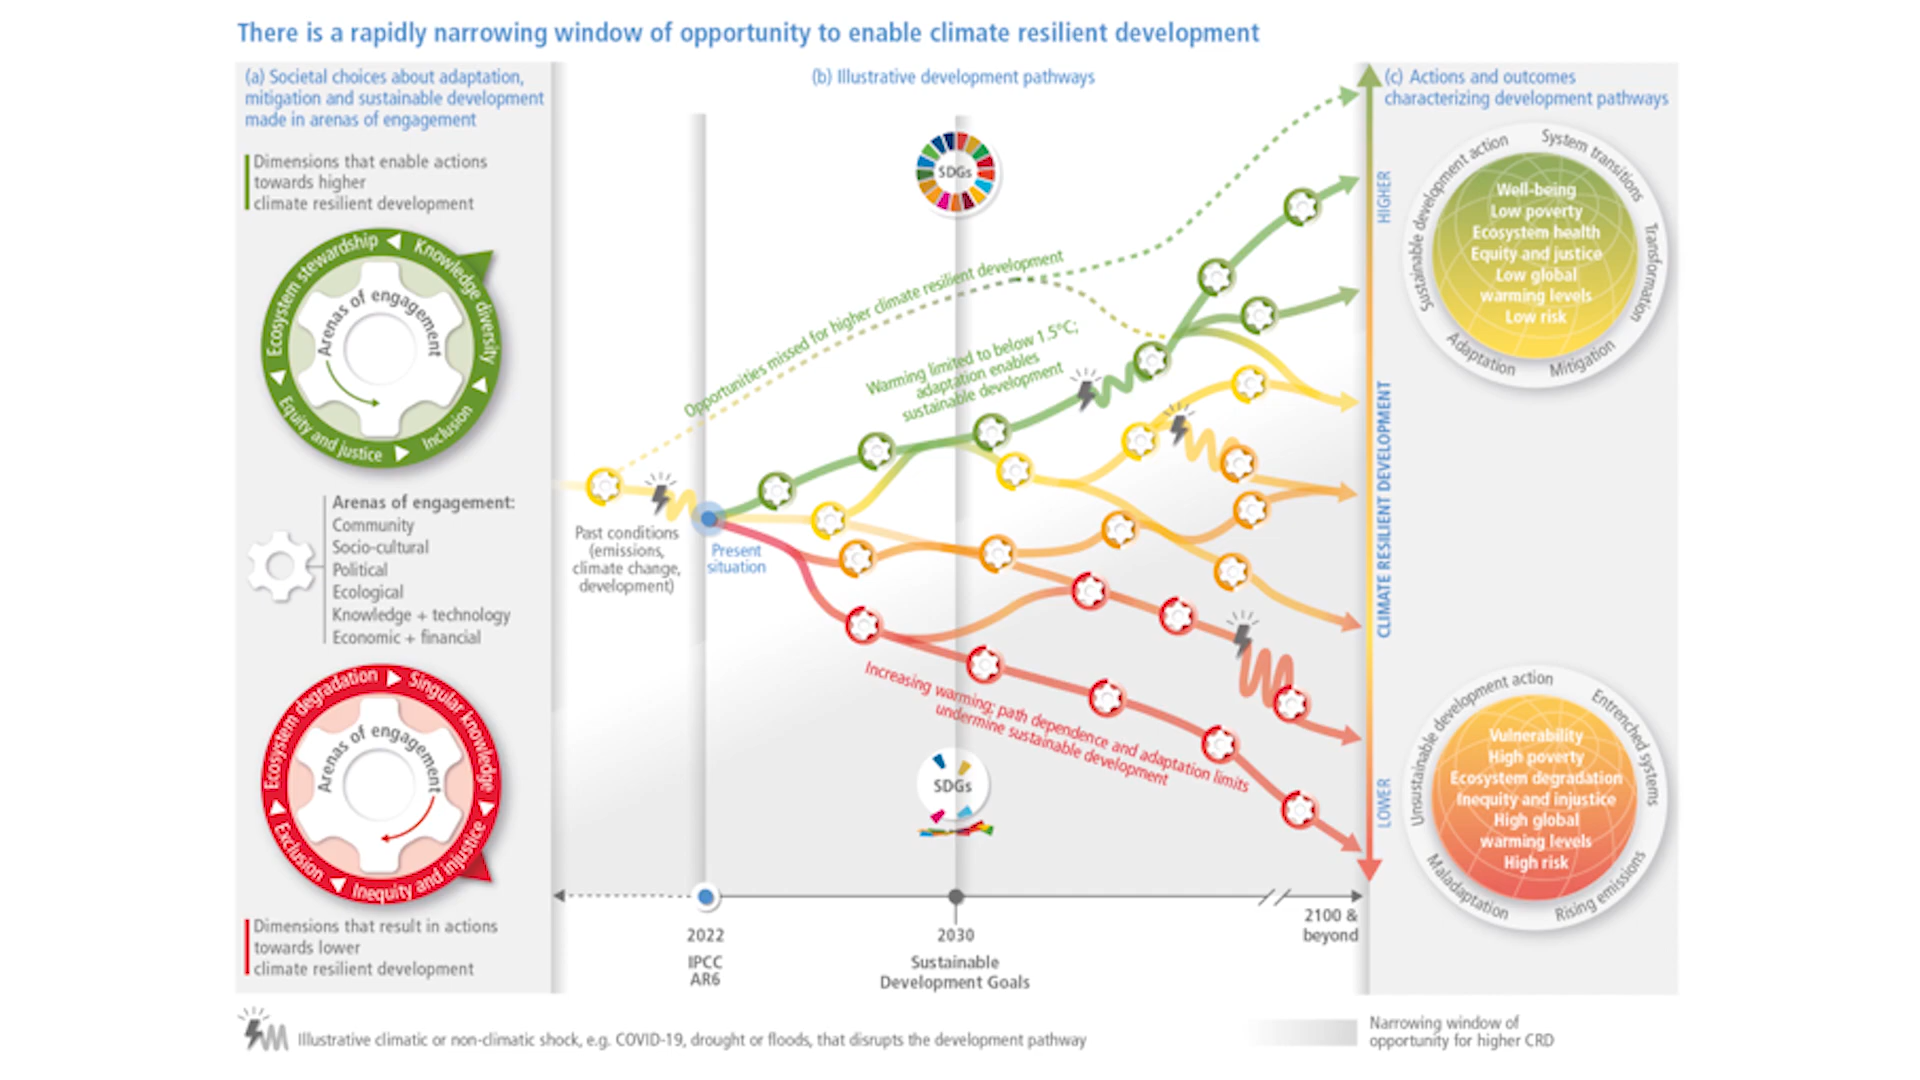 There is a rapidly narrowing window of opportunity to enable climate resilient development
(a) Societal choices about adaptation,
mitigation and sustainable development
made in arenas of engagement
Dimensions that enable actions
towards higher
climate resilient development
Ecosystem stewardship
Knowledge diversity
Equity and justice
Inclusion
Arenas of engagement
Arenas of engagement:
Community
Socio-cultural
Political
Ecological
Knowledge + technology
Economic + financial
Ecosystem degradation
Singular knowledge
Exclusion
Inequity and injustice
Arenas of engagement
Dimensions that result in actions
towards lower
climate resilient development
(b) Illustrative development pathways
SDGs
Opportunities missed for higher climate resilient development
Warming limited to below 1.5°C;
adaptation enables
sustainable development
Past conditions
(emissions,
climate change,
development)
Present
situation
Increasing warming; path dependence and adaptation limits
undermine sustainable development
SDGs
2022
IPCC
AR6
2030
Sustainable
Development Goals
2100 &
beyond
HIGHER
CLIMATE RESILIENT DEVELOPMENT
LOWER
(c) Actions and outcomes
characterizing development pathways
Sustainable development action
System transitions
Transformation
Mitigation
Adaptation
Well-being
Low poverty
Ecosystem health
Equity and justice
Low global
warming levels
Low risk
Unsustainable development action
Entrenched systems
Rising emissions
Maladaptation
Vulnerability
High poverty
Ecosystem degradation
Inequity and injustice
High global
warming levels
High risk
Illustrative climatic or non-climatic shock, e.g. COVID-19, drought or floods, that disrupts the development pathway
Narrowing window of
opportunity for higher CRD